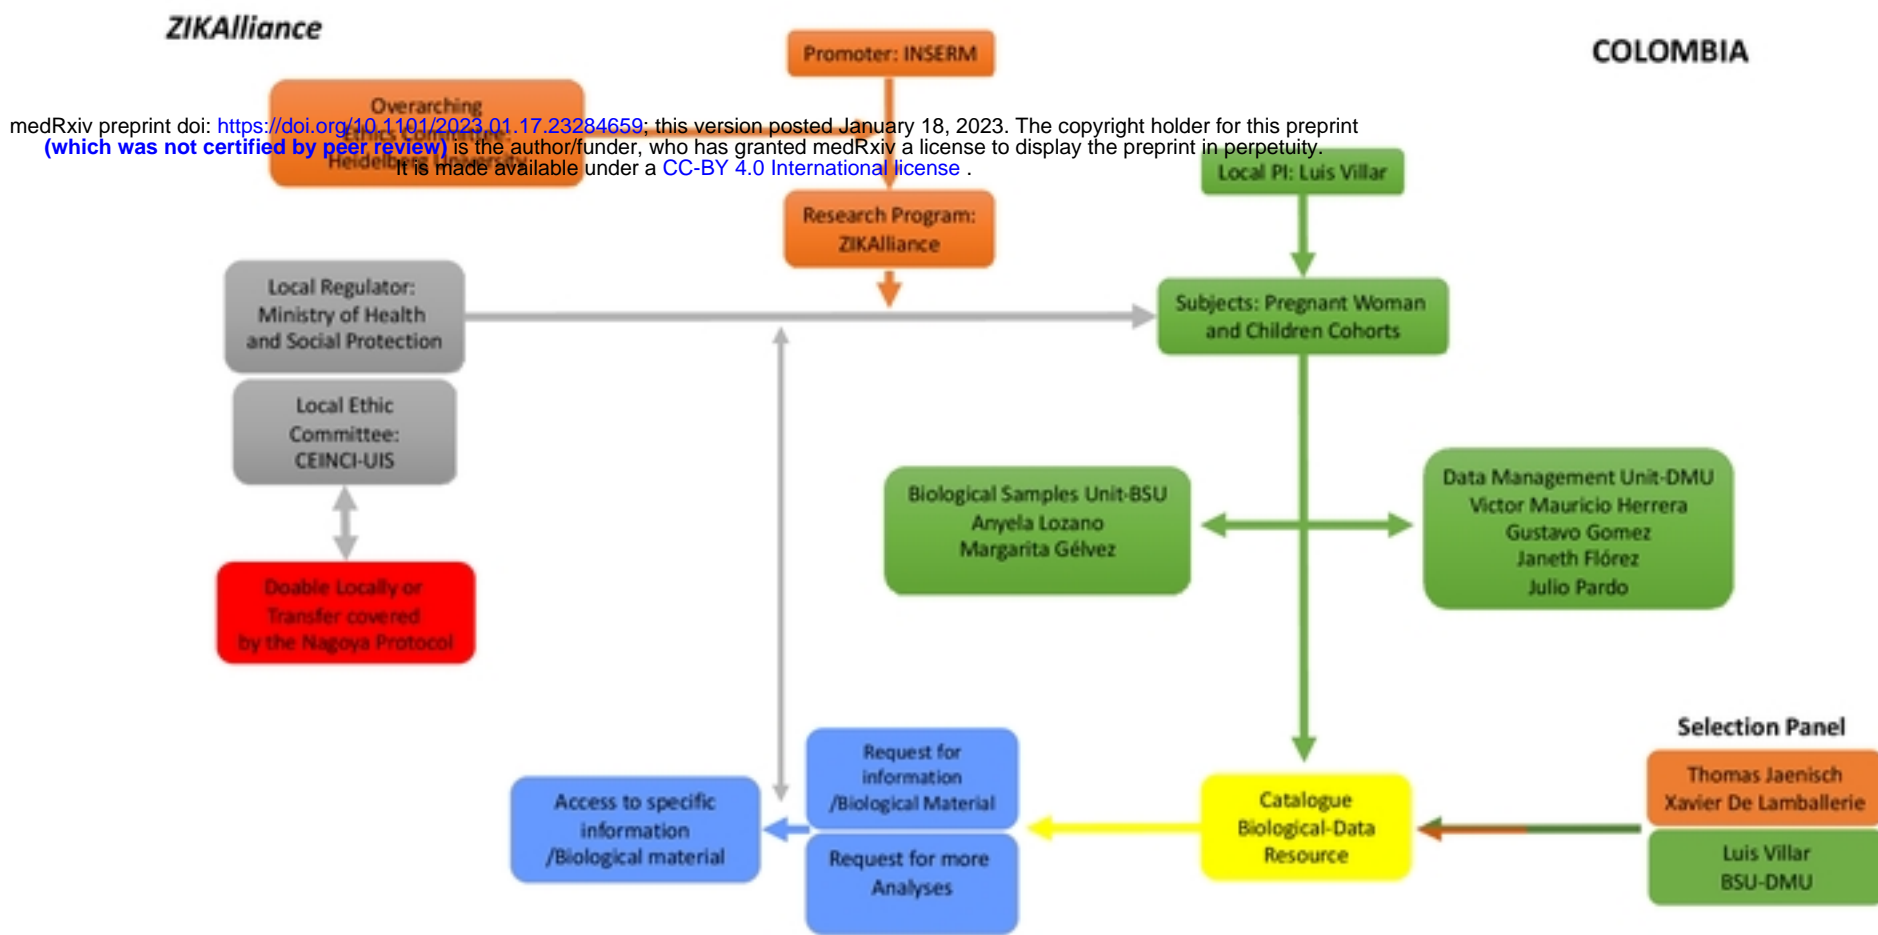 ZIKAlliance
COLOMBIA
Promoter: INSERM
Overarching
Ethics Committee:
Heidelberg University
medRxiv preprint doi: https://doi.org/10.1101/2023.01.17.23284659; this version posted January 18, 2023. The copyright holder for this preprint
(which was not certified by peer review) is the author/funder, who has granted medRxiv a license to display the preprint in perpetuity.
It is made available under a CC-BY 4.0 International license .
Local PI: Luis Villar
Research Program:
ZIKAlliance
Local Regulator:
Ministry of Health
and Social Protection
Subjects: Pregnant Woman
and Children Cohorts
Local Ethic
Committee:
CEINCI-UIS
Biological Samples Unit-BSU
Anyela Lozano
Margarita Gélvez
Data Management Unit-DMU
Victor Mauricio Herrera
Gustavo Gomez
Janeth Flórez
Julio Pardo
Doable Locally or
Transfer covered
by the Nagoya Protocol
Selection Panel
Thomas Jaenisch
Xavier De Lamballerie
Luis Villar
BSU-DMU
Catalogue
Biological-Data
Resource
Request for
information
/Biological Material
Request for more
Analyses
Access to specific
information
/Biological material